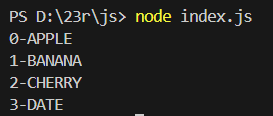 PS D:\23r\js> node index.js
0-APPLE
1-BANANA
2-CHERRY
3-DATE